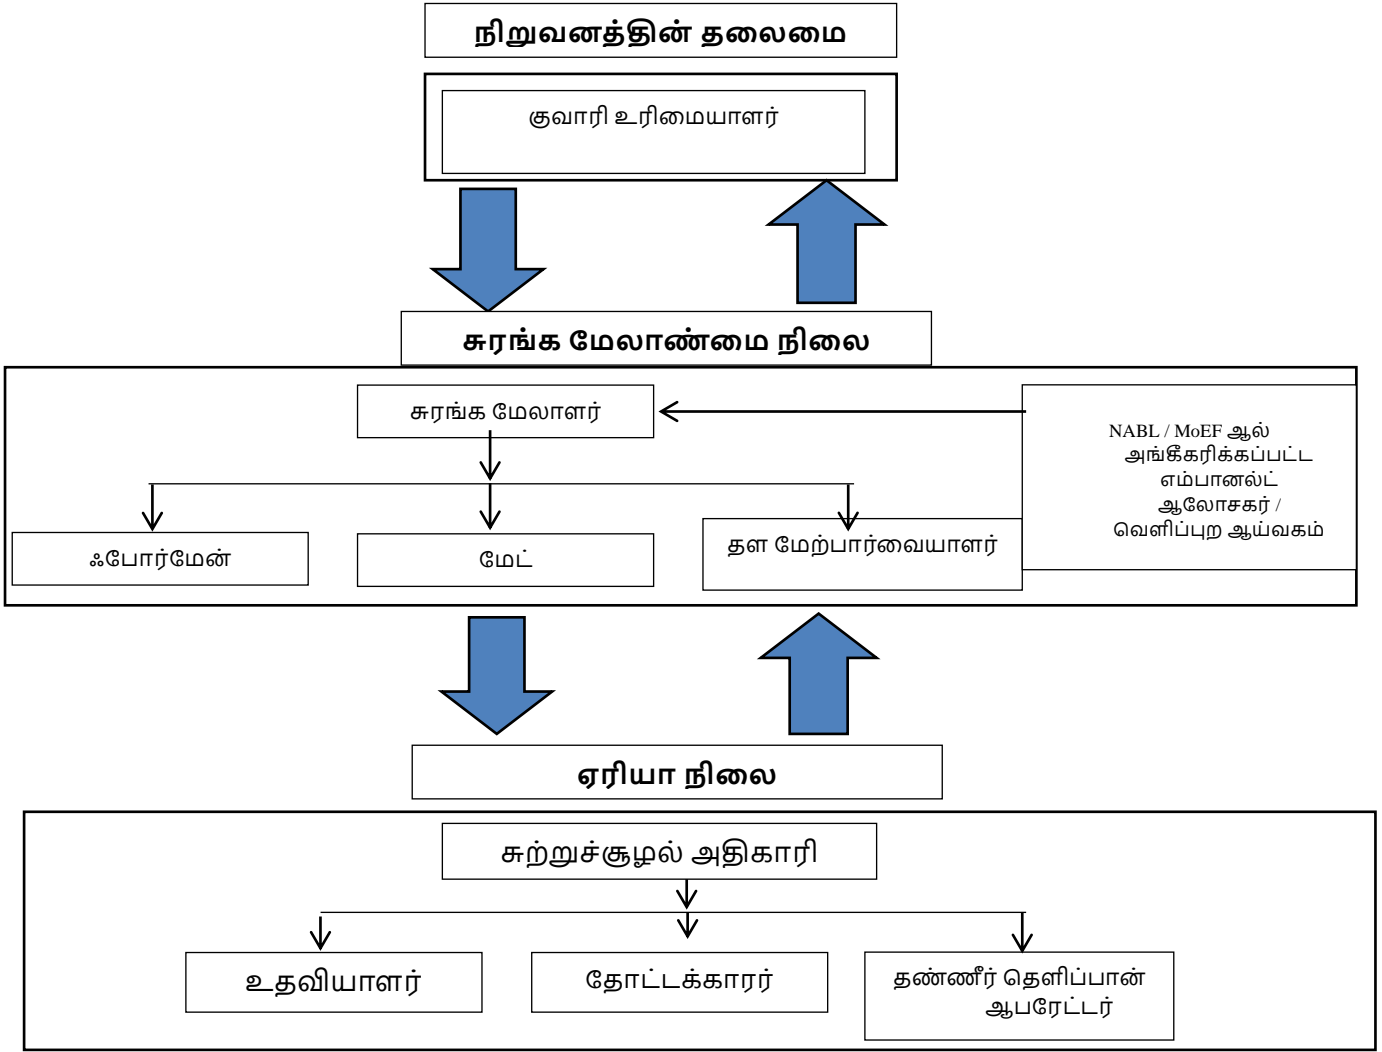 நிறுவனத்தின் தலைமை
குவாரி உரிமையாளர்
சுரங்க மேலாண்மை நிலை
சுரங்க மேலாளர்
NABL / MoEF ஆல்
அங்கீகரிக்கப்பட்ட
எம்பானல்ட்
ஆலோசகர் /
வெளிப்புற ஆய்வகம்
ஃபோர்மேன்
மேட்
தள மேற்பார்வையாளர்
ஏரியா நிலை
சுற்றுச்சூழல் அதிகாரி
உதவியாளர்
தோட்டக்காரர்
தண்ணீர் தெளிப்பான்
ஆபரேட்டர்